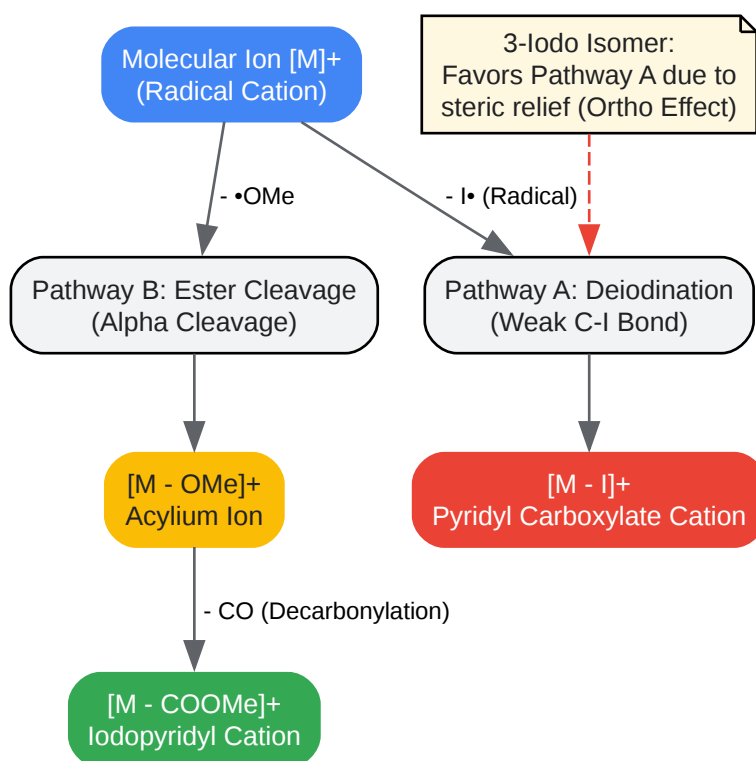 Molecular Ion [M]+
(Radical Cation)
3-Iodo Isomer:
Favors Pathway A due to
steric relief (Ortho Effect)
- •OMe
- I• (Radical)
Pathway B: Ester Cleavage
(Alpha Cleavage)
Pathway A: Deiodination
(Weak C-I Bond)
[M - OMe]+
Acylium Ion
[M - I]+
Pyridyl Carboxylate Cation
- CO (Decarbonylation)
[M - COOMe]+
Iodopyridyl Cation